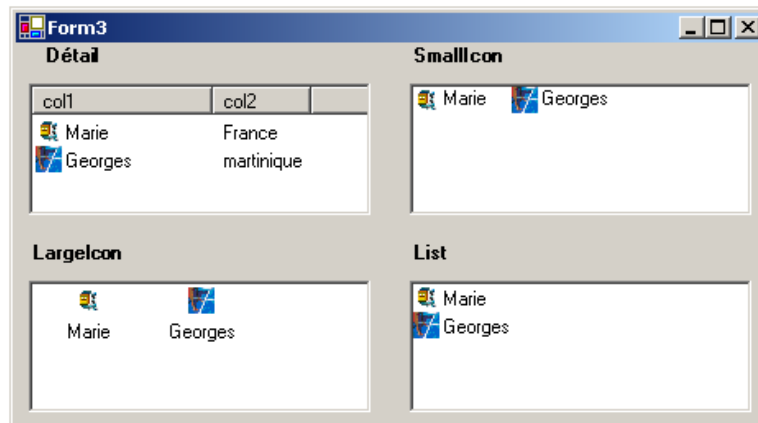 Form3
Détail
col1 col2
Marie France
Georges martinique
SmallIcon
Marie Georges
LargeIcon
Marie Georges
List
Marie
Georges